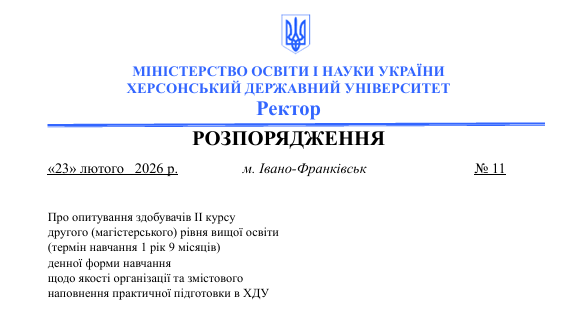 МІНІСТЕРСТВО ОСВІТИ І НАУКИ УКРАЇНИ
ХЕРСОНСЬКИЙ ДЕРЖАВНИЙ УНІВЕРСИТЕТ
Ректор
РОЗПОРЯДЖЕННЯ
«23» лютого 2026 р. м. Івано-Франківськ № 11
Про опитування здобувачів ІІ курсу
другого (магістерського) рівня вищої освіти
(термін навчання 1 рік 9 місяців)
денної форми навчання
щодо якості організації та змістового
наповнення практичної підготовки в ХДУ